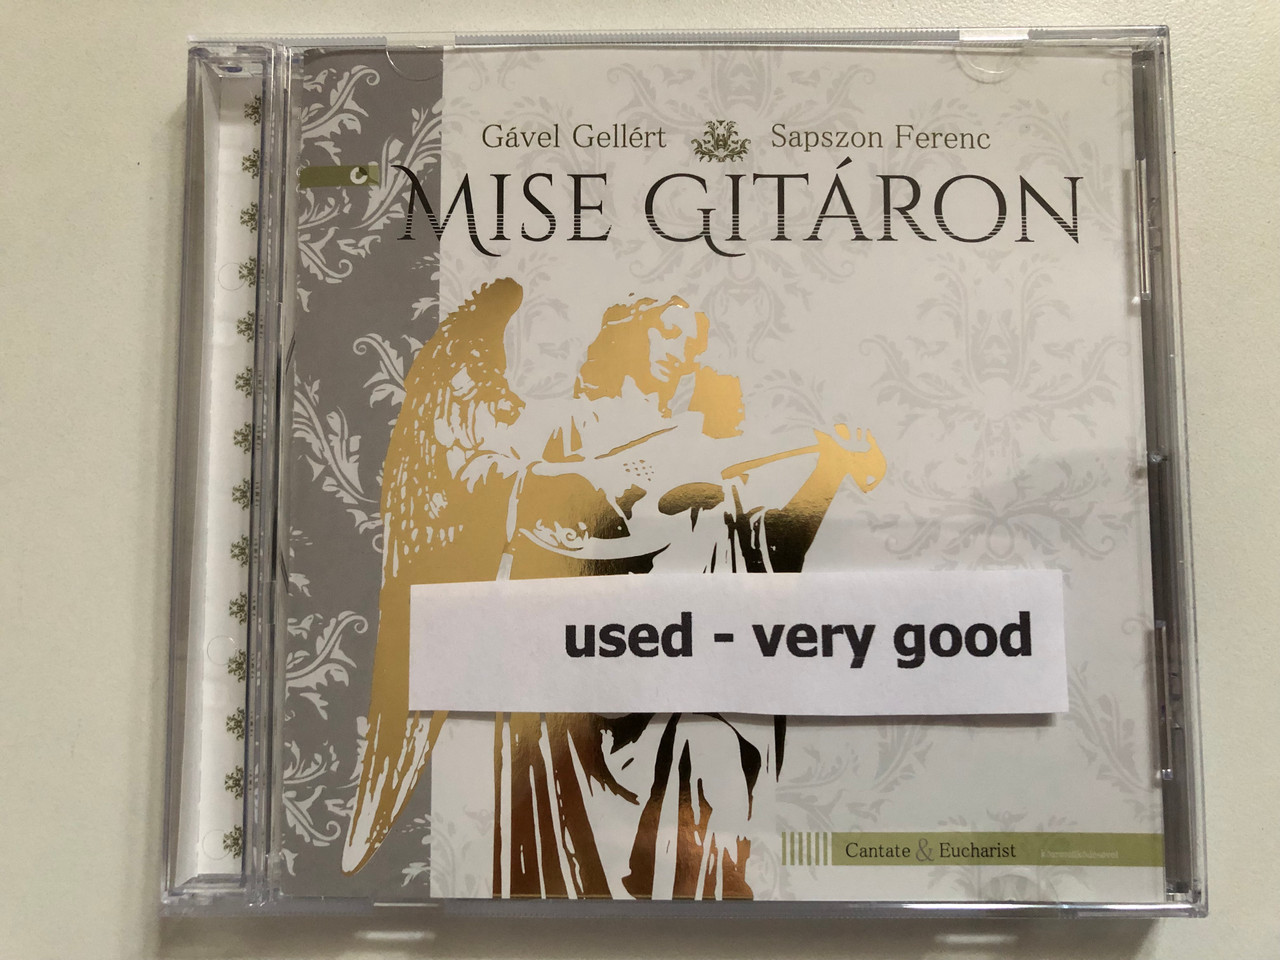 Gável Gellért Sapszon Ferenc
MISE GITÁRON
used - very good
Cantate & Eucharist